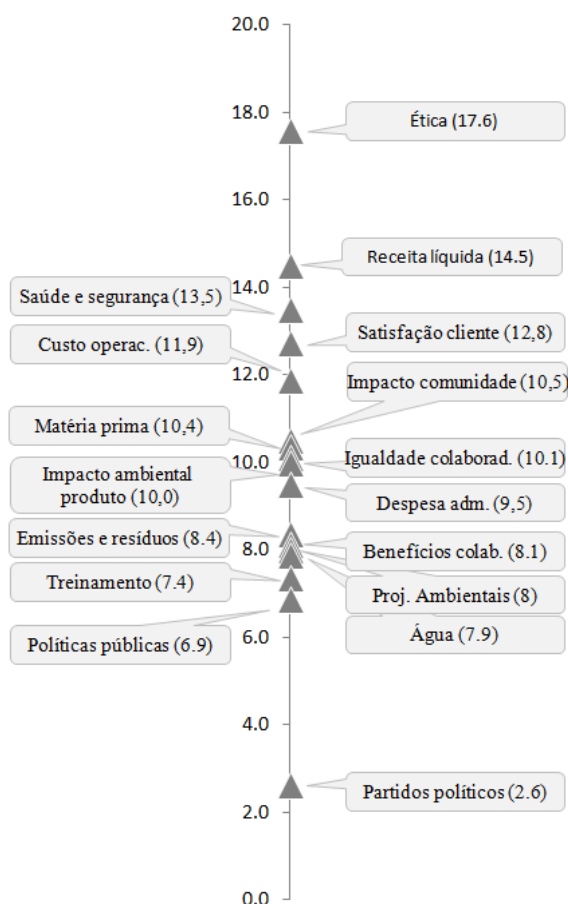 20.0
18.0
Ética (17.6)
16.0
Receita líquida (14.5)
14.0
Saúde e segurança (13,5)
Satisfação cliente (12,8)
Custo operac. (11,9)
12.0
Impacto comunidade (10,5)
Matéria prima (10,4)
10.0
Igualdade colaborad. (10.1)
Impacto ambiental
produto (10,0)
Despesa adm. (9,5)
Emissões e resíduos (8.4)
8.0
Benefícios colab. (8.1)
Treinamento (7.4)
Proj. Ambientais (8)
Água (7.9)
6.0
Políticas públicas (6.9)
4.0
Partidos políticos (2.6)
2.0
0.0